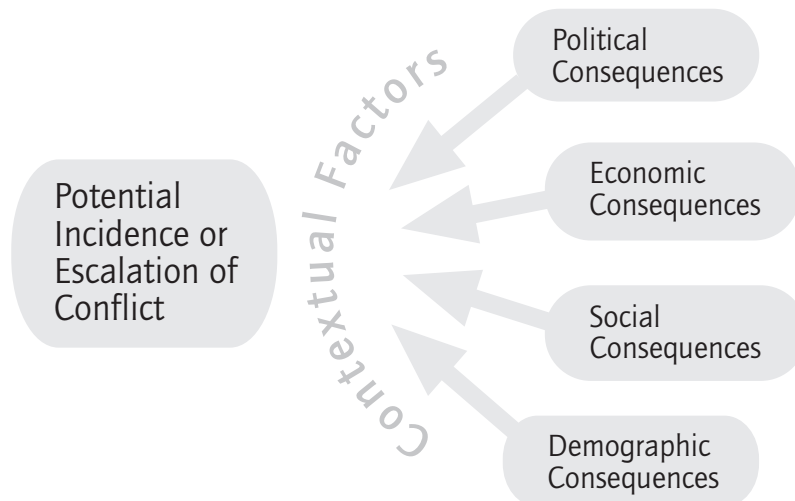 Potential
Incidence or
Escalation of
Conflict
Contextual Factors
Political
Consequences
Economic
Consequences
Social
Consequences
Demographic
Consequences